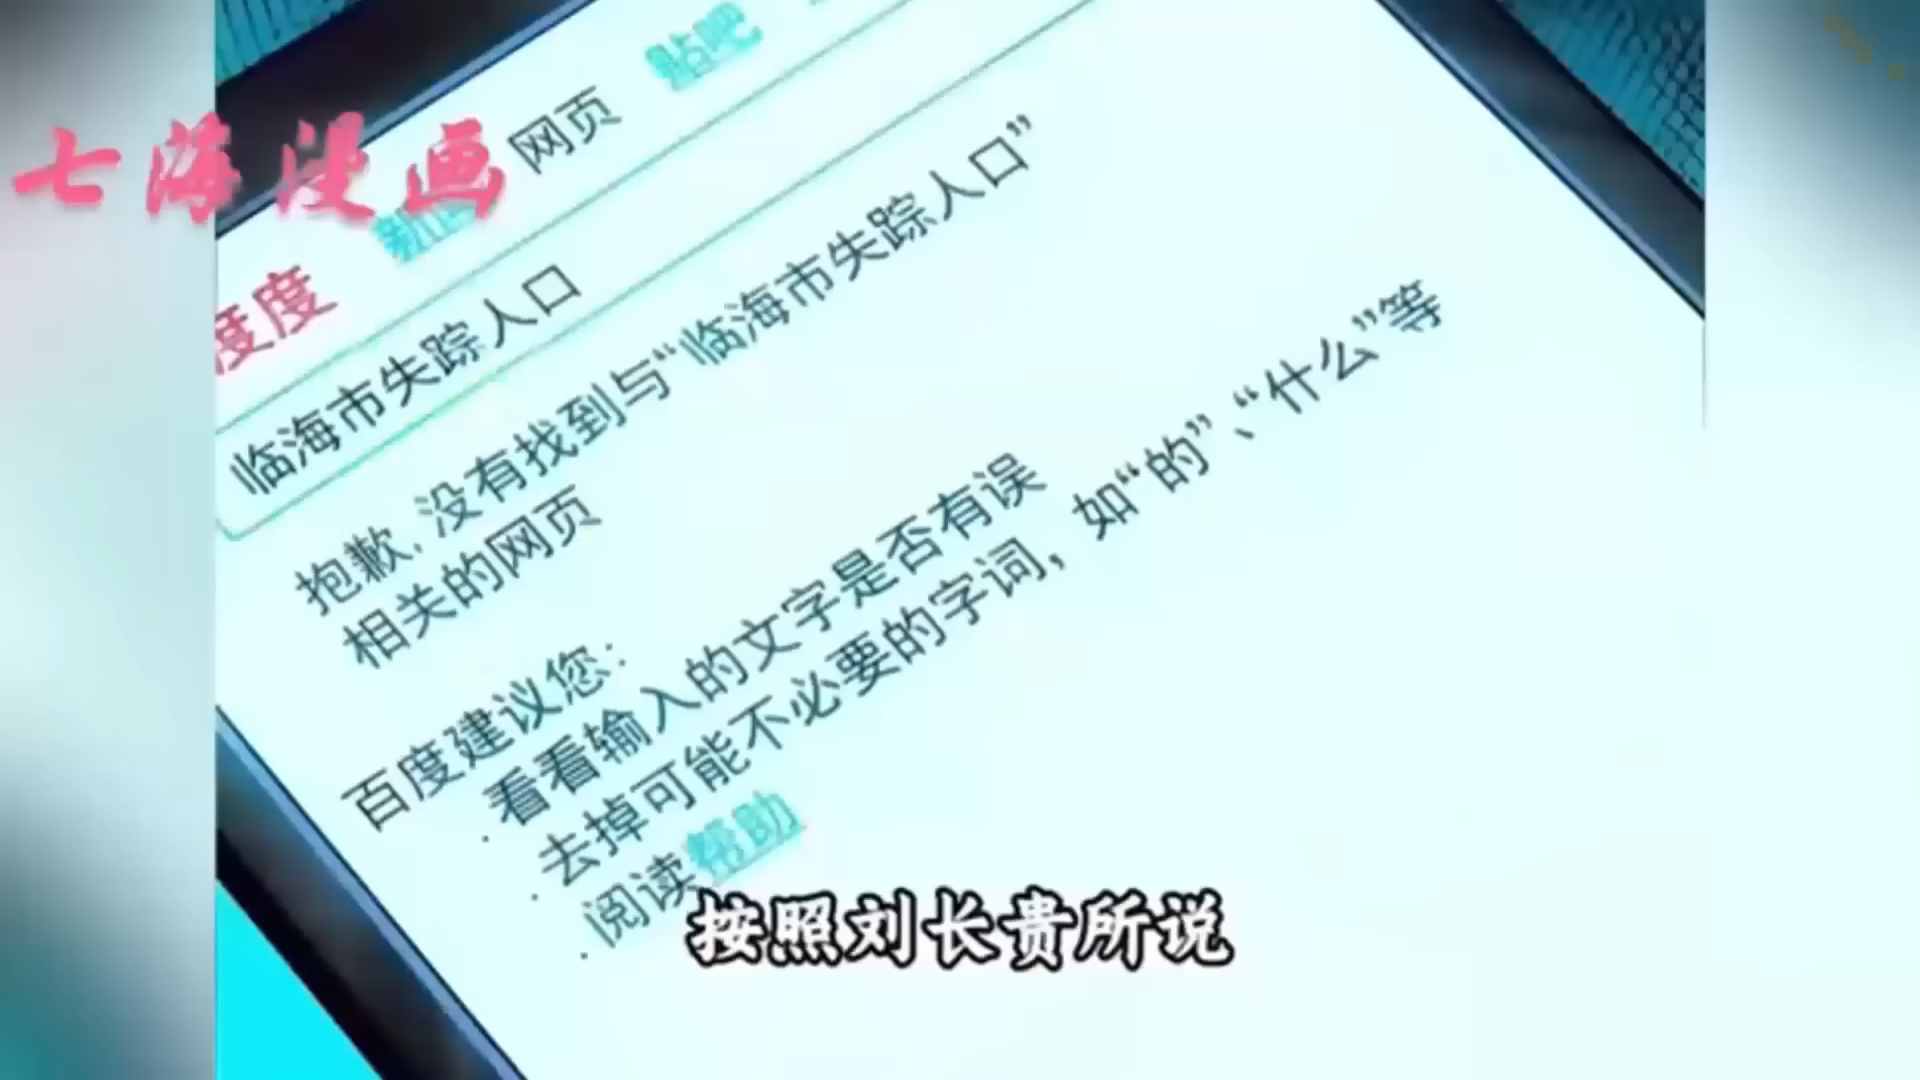 七海漫画
新闻 网页 贴吧
度度
临海市失踪人口
抱歉,没有找到与“临海市失踪人口”
相关的网页
百度建议您:
·看看输入的文字是否有误
·去掉可能不必要的字词，如“的”、“什么”等
·阅读帮助
按照刘长贵所说